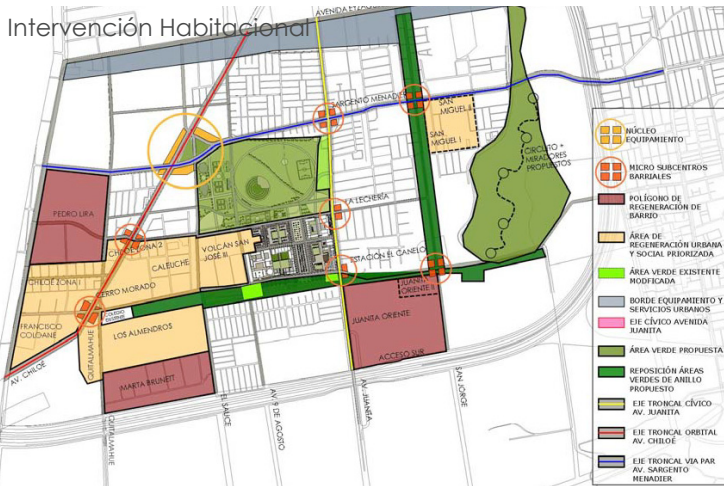 Intervención Habitacional
SARGENTO MENADIER
SAN
MIGUEL II
SAN
MIGUEL I
CIRCUITO +
MIRADORES
PROPUESTOS
PEDRO LIRA
LA LECHERÍA
CHILOÉ ZONA 2
VOLCÁN SAN
JOSÉ III
CALEUCHE
ESTACIÓN EL CANELO
CHILOÉ ZONA I
CERRO MORADO
JUANITA
ORIENTE II
FRANCISCO
COLOANE
LOS ALMENDROS
JUANITA ORIENTE
QUITALMAHUE
AV. CHILOÉ
ACCESO SUR
MARTA BRUNETT
QUITALMAHUE
EL SAUCE
AV. 9 DE AGOSTO
AV. JUANITA
SAN JORGE
NÚCLEO
EQUIPAMIENTO
MICRO SUBCENTROS
BARRIALES
POLÍGONO DE
REGENERACIÓN DE
BARRIO
ÁREA DE
REGENERACIÓN URBANA
Y SOCIAL PRIORIZADA
ÁREA VERDE EXISTENTE
MODIFICADA
BORDE EQUIPAMIENTO Y
SERVICIOS URBANOS
EJE CÍVICO AVENIDA
JUANITA
ÁREA VERDE PROPUESTA
REPOSICIÓN ÁREAS
VERDES DE ANILLO
PROPUESTO
EJE TRONCAL CÍVICO
AV. JUANITA
EJE TRONCAL ORBITAL
AV. CHILOÉ
EJE TRONCAL VIA PAR
AV. SARGENTO
MENADIER